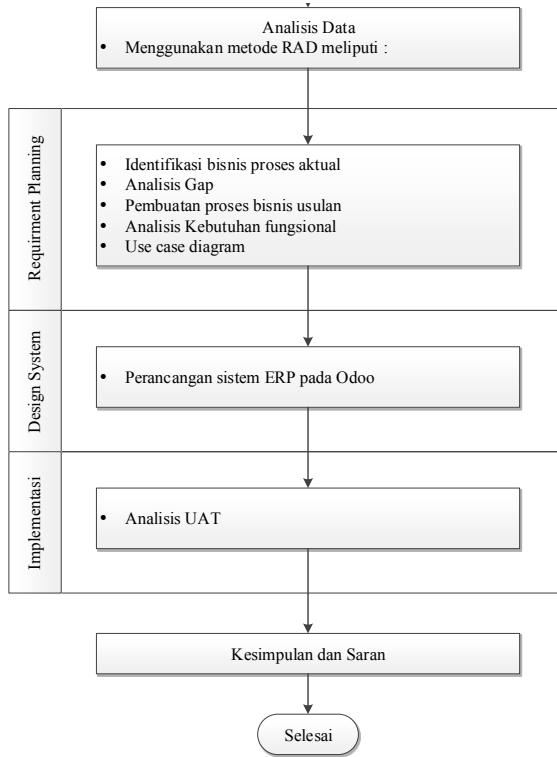 Analisis Data
• Menggunakan metode RAD meliputi :
Requirment Planning
• Identifikasi bisnis proses aktual
• Analisis Gap
• Pembuatan proses bisnis usulan
• Analisis Kebutuhan fungsional
• Use case diagram
Design System
• Perancangan sistem ERP pada Odoo
Implementasi
• Analisis UAT
Kesimpulan dan Saran
Selesai